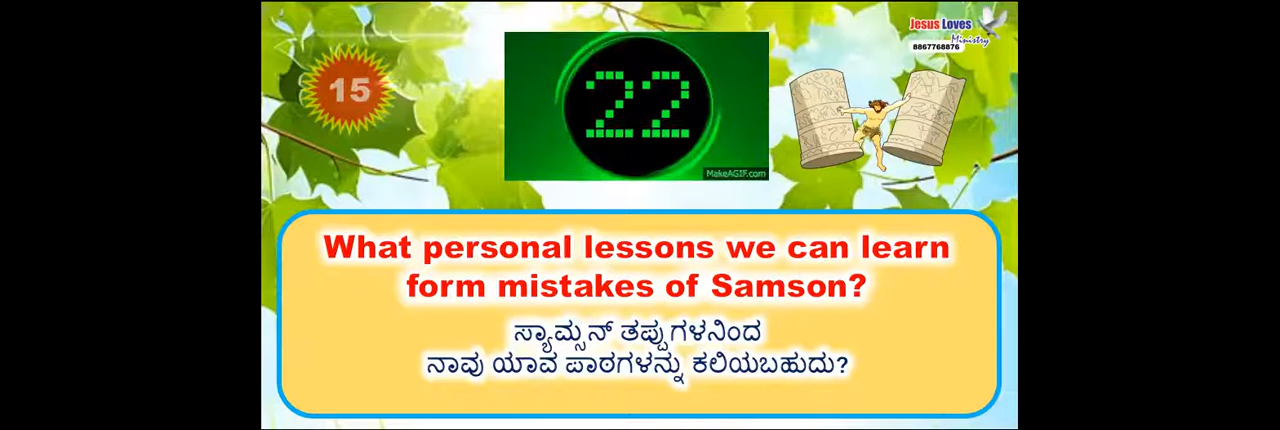 Jesus Loves
Ministry
8867768876
15
22
MakeAGIF.com
What personal lessons we can learn
form mistakes of Samson?
ಸ್ಯಾಮ್ಸನ್ ತಪ್ಪುಗಳನಿಂದ
ನಾವು ಯಾವ ಪಾಠಗಳನ್ನು ಕಲಿಯಬಹುದು?